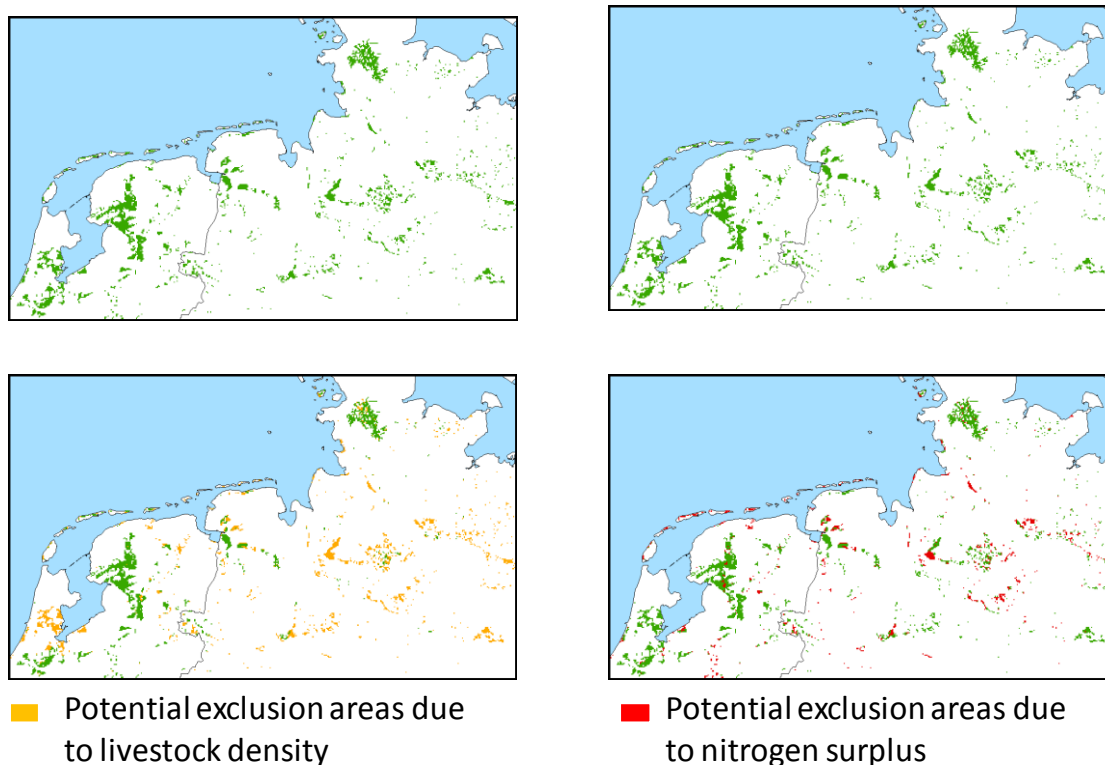 Potential exclusion areas due
to livestock density
Potential exclusion areas due
to nitrogen surplus